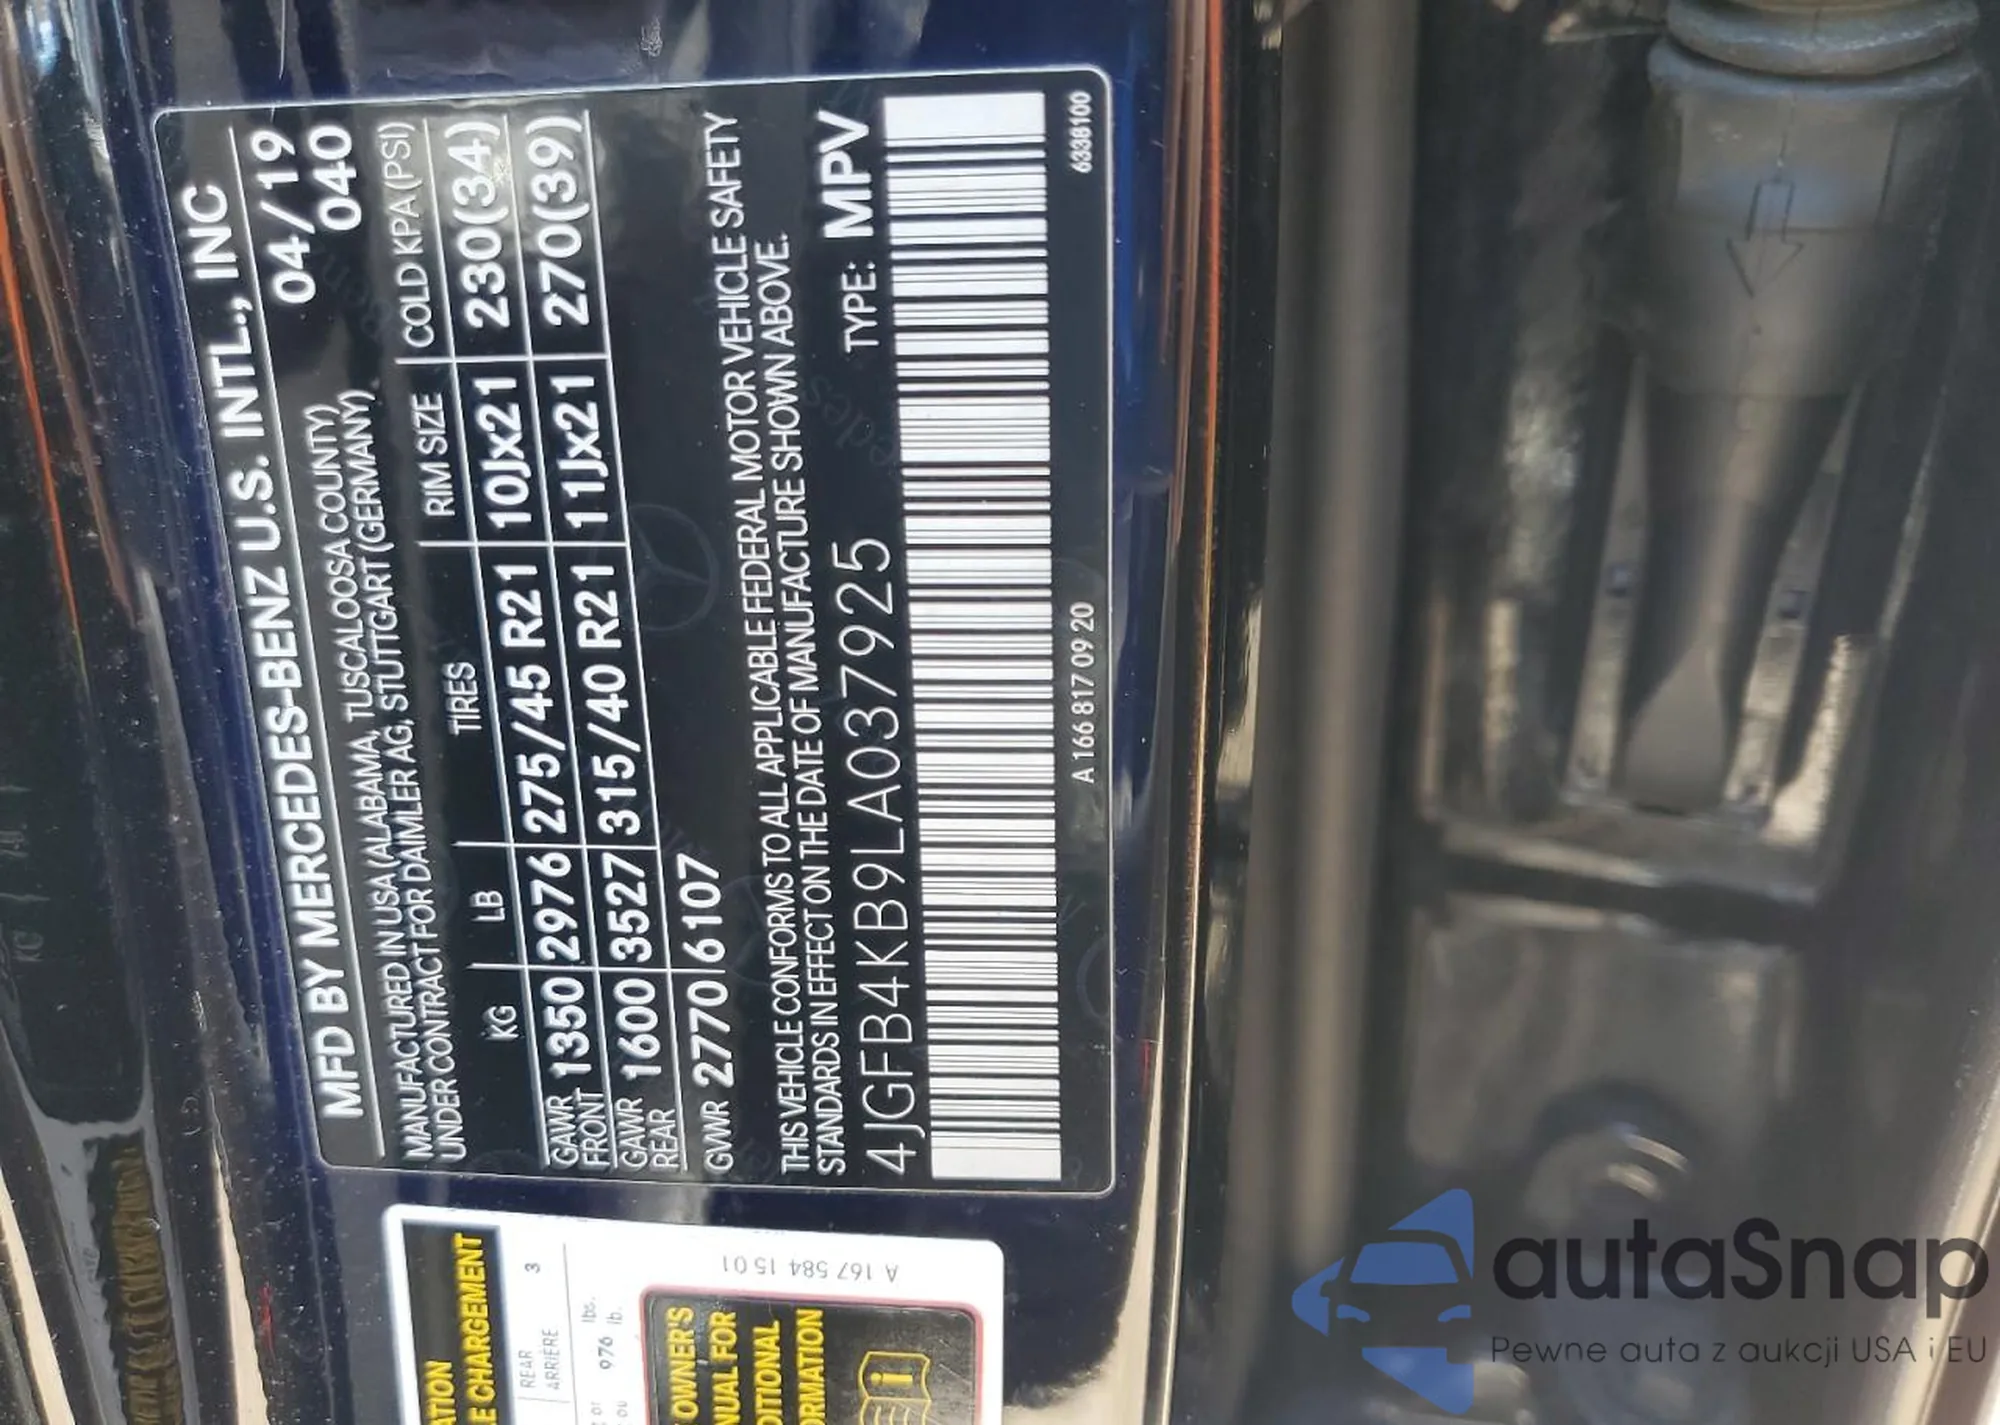 MFD BY MERCEDES-BENZ U.S. INTL., INC
04/19
MANUFACTURED IN USA (ALABAMA, TUSCALOOSA COUNTY) 040
UNDER CONTRACT FOR DAIMLER AG, STUTTGART (GERMANY)
KG LB TIRES RIM SIZE COLD KPA(PSI)
GAWR FRONT 1350 2976 275/45 R21 10Jx21 230(34)
GAWR REAR 1600 3527 315/40 R21 11Jx21 270(39)
GVWR 2770 6107
THIS VEHICLE CONFORMS TO ALL APPLICABLE FEDERAL MOTOR VEHICLE SAFETY
STANDARDS IN EFFECT ON THE DATE OF MANUFACTURE SHOWN ABOVE.
4JGFB4KB9LA037925 TYPE: MPV
A 166 817 09 20 6338100
CHARGEMENT
REAR 3
ARRIÈRE
976 lbs.
lb.
OWNER'S
FOR
A 167 584 15 01
autaSnap
Pewne auta z aukcji USA i EU